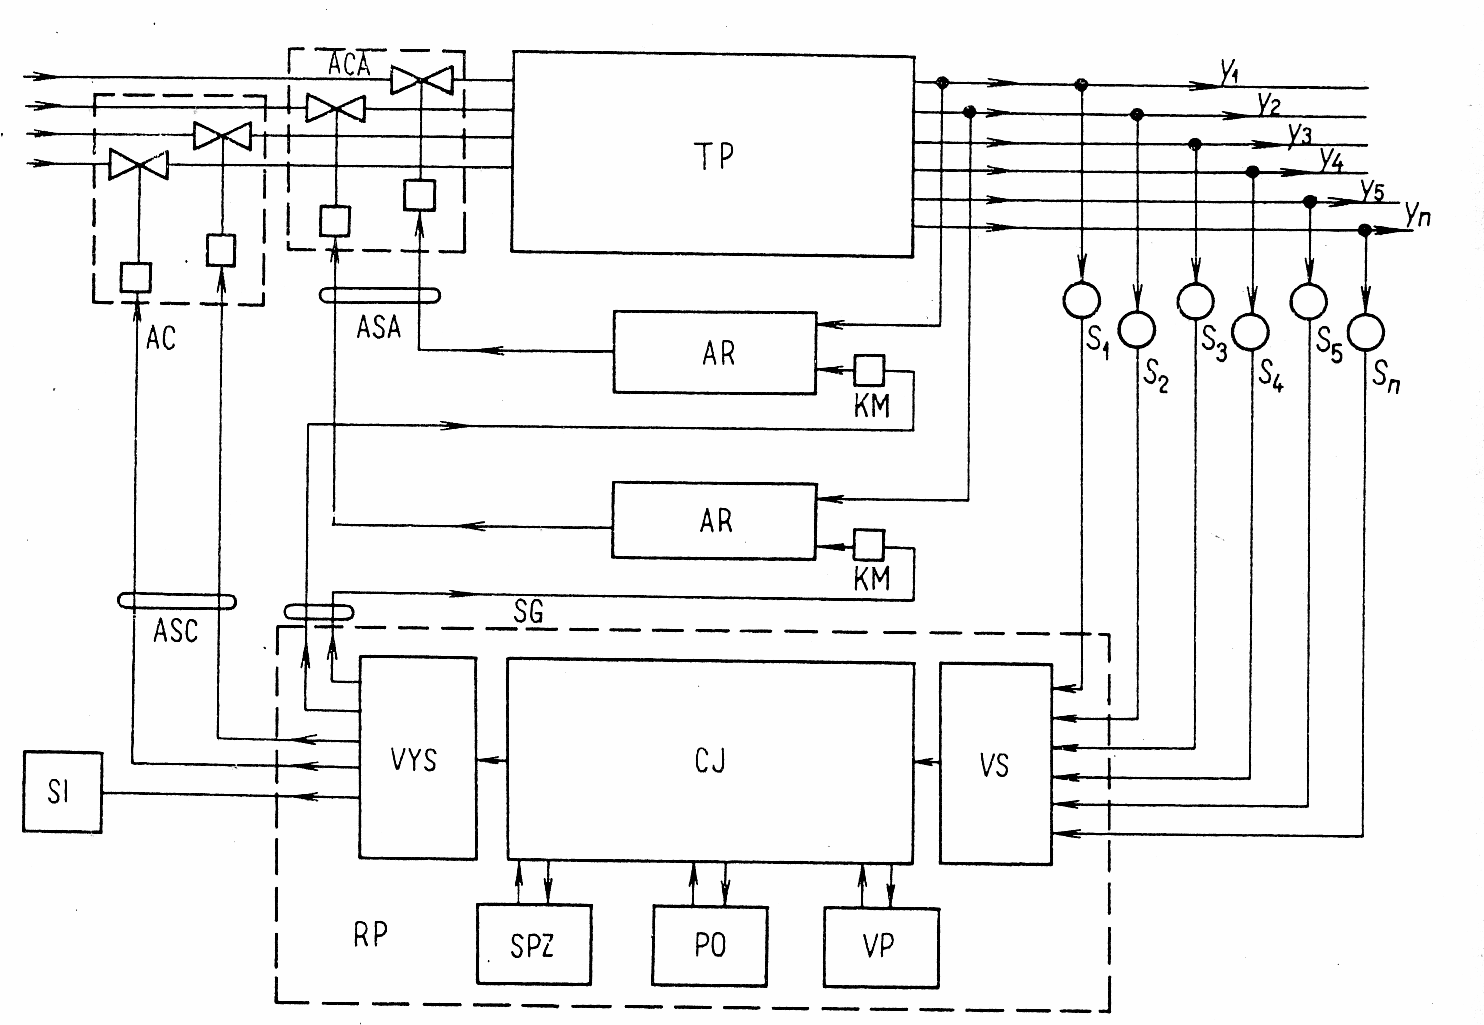 ACA
TP
y1
y2
y3
y4
y5
yn
AC
ASA
AR
KM
S1
S2
S3
S4
S5
Sn
AR
KM
ASC
SG
VYS
CJ
VS
SI
RP
SPZ
PO
VP